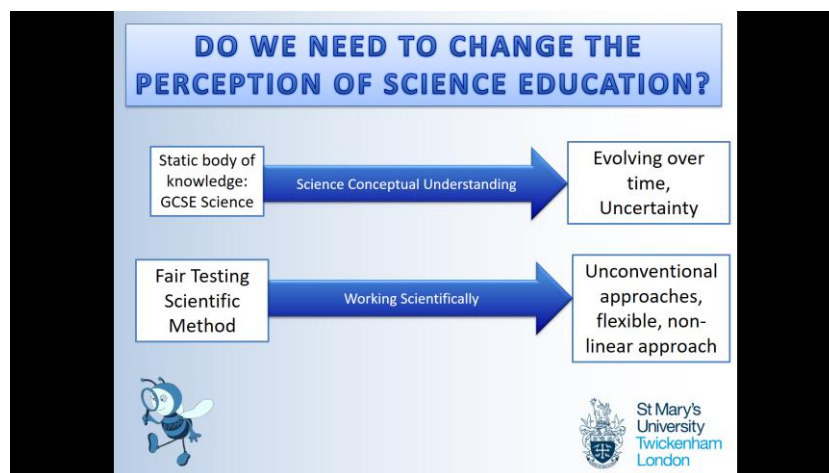 DO WE NEED TO CHANGE THE
PERCEPTION OF SCIENCE EDUCATION?
Static body of
knowledge:
GCSE Science
Science Conceptual Understanding
Evolving over
time,
Uncertainty
Fair Testing
Scientific
Method
Working Scientifically
Unconventional
approaches,
flexible, non-
linear approach
St Mary's
University
Twickenham
London